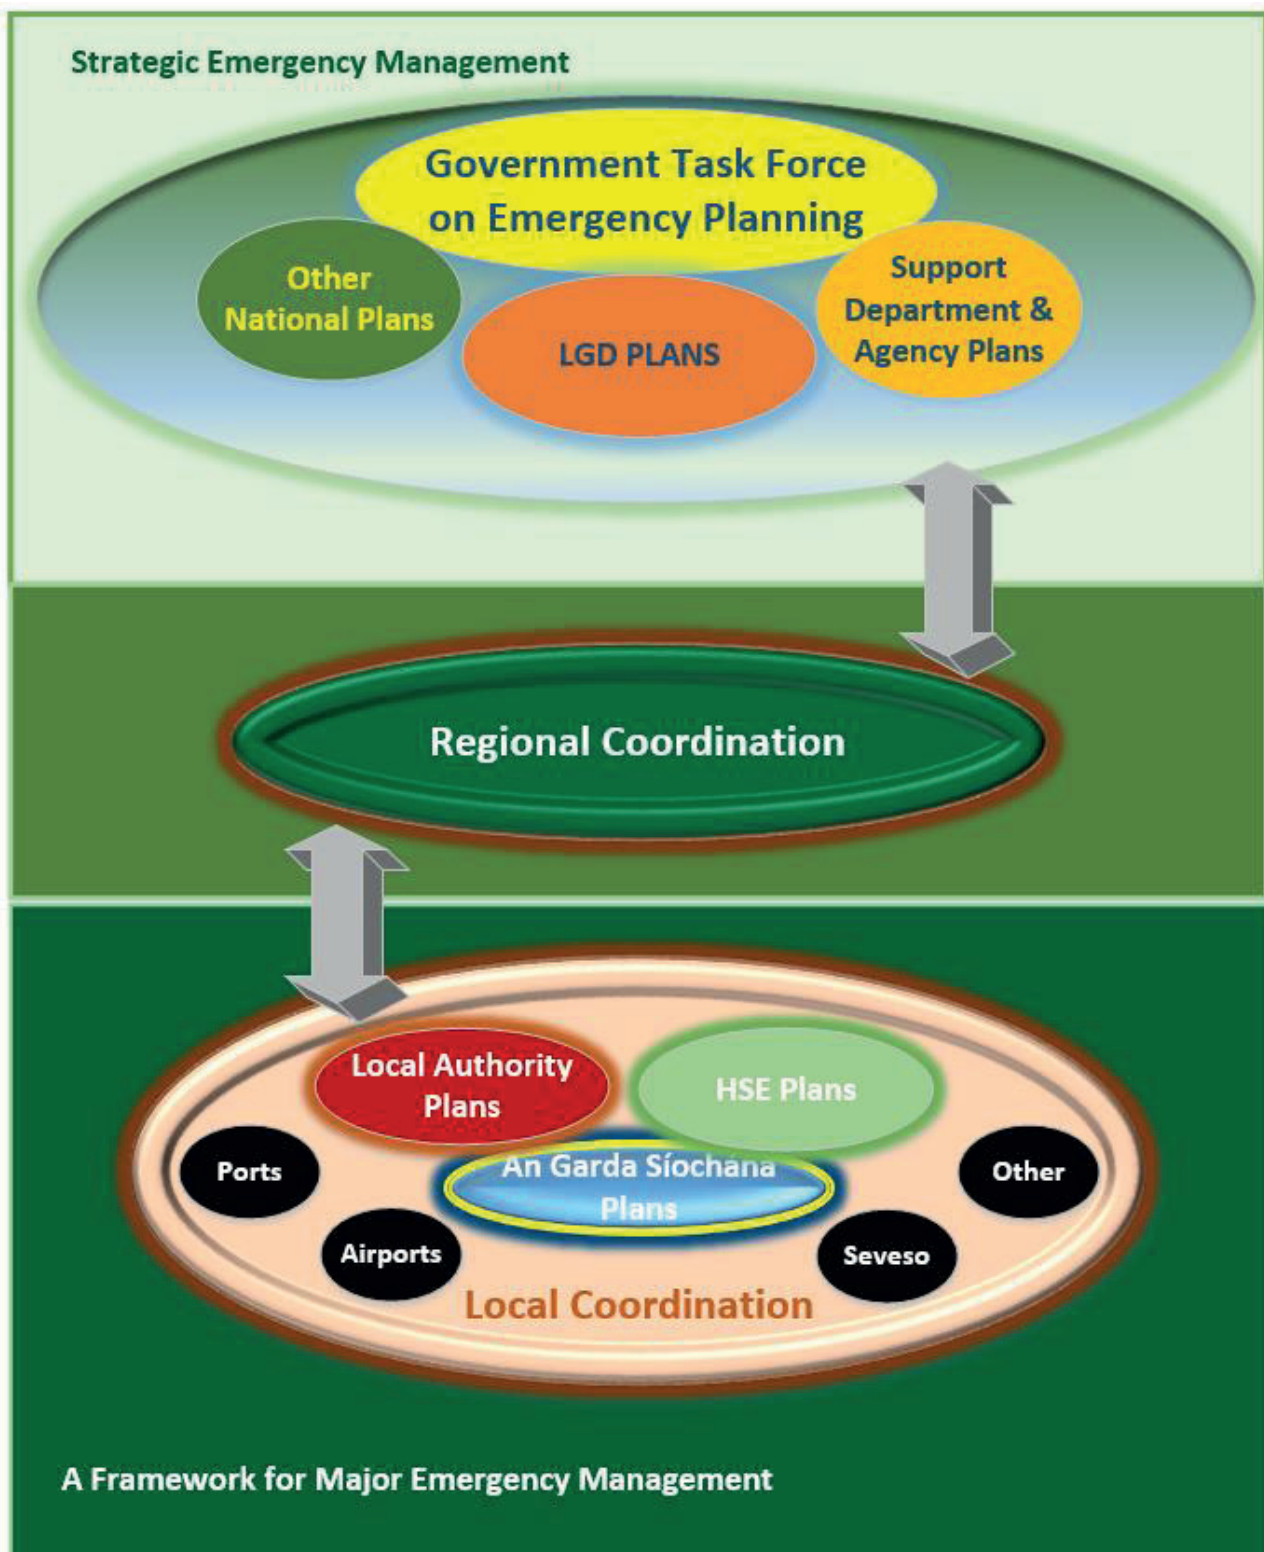 Strategic Emergency Management
Government Task Force
on Emergency Planning
Other
National Plans
Support
Department &
Agency Plans
LGD PLANS
Regional Coordination
Local Authority
Plans
HSE Plans
An Garda Síochána
Plans
Ports
Other
Airports
Seveso
Local Coordination
A Framework for Major Emergency Management